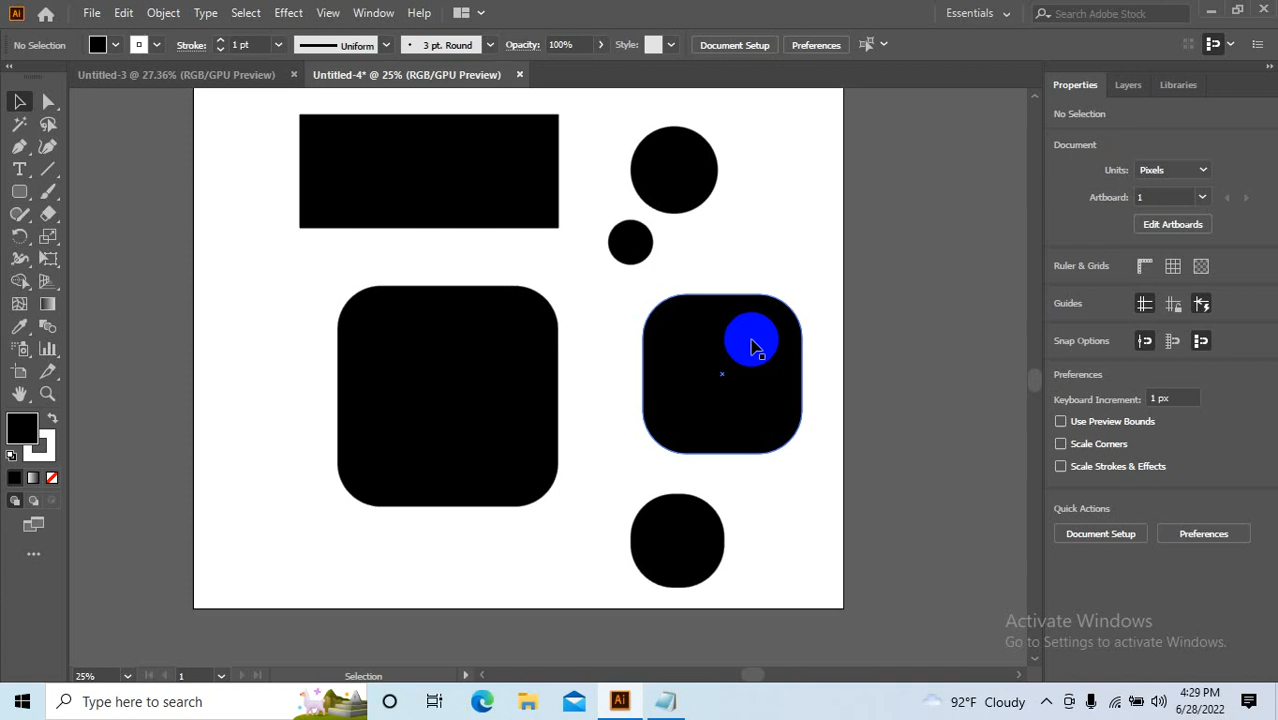 Ai File Edit Object Type Select Effect View Window Help Essentials Search Adobe Stock
No Selection Stroke: 1 pt Uniform 3 pt. Round Opacity: 100% Style: Document Setup Preferences
Untitled-3 @ 27.36% (RGB/GPU Preview) × Untitled-4* @ 25% (RGB/GPU Preview) ×
Properties Layers Libraries
No Selection
Document
Units: Pixels
Artboard: 1
Edit Artboards
Ruler & Grids
Guides
Snap Options
Preferences
Keyboard Increment: 1 px
Use Preview Bounds
Scale Corners
Scale Strokes & Effects
Quick Actions
Document Setup Preferences
Activate Windows
Go to Settings to activate Windows.
25% 1 Selection
Type here to search Ai 92°F Cloudy 4:29 PM
6/28/2022